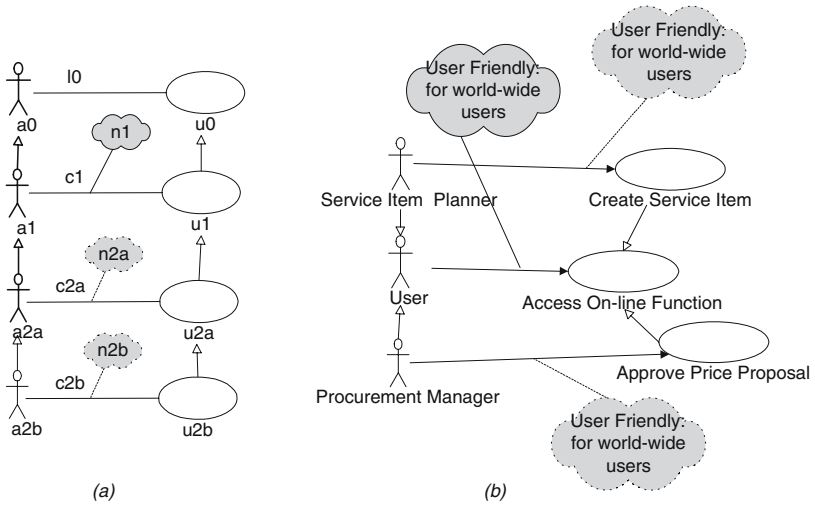 l0
a0
u0
n1
c1
a1
u1
n2a
c2a
a2a
u2a
n2b
c2b
a2b
u2b
(a)
User Friendly:
for world-wide
users
User Friendly:
for world-wide
users
Service Item Planner
Create Service Item
User
Access On-line Function
Procurement Manager
Approve Price Proposal
User Friendly:
for world-wide
users
(b)